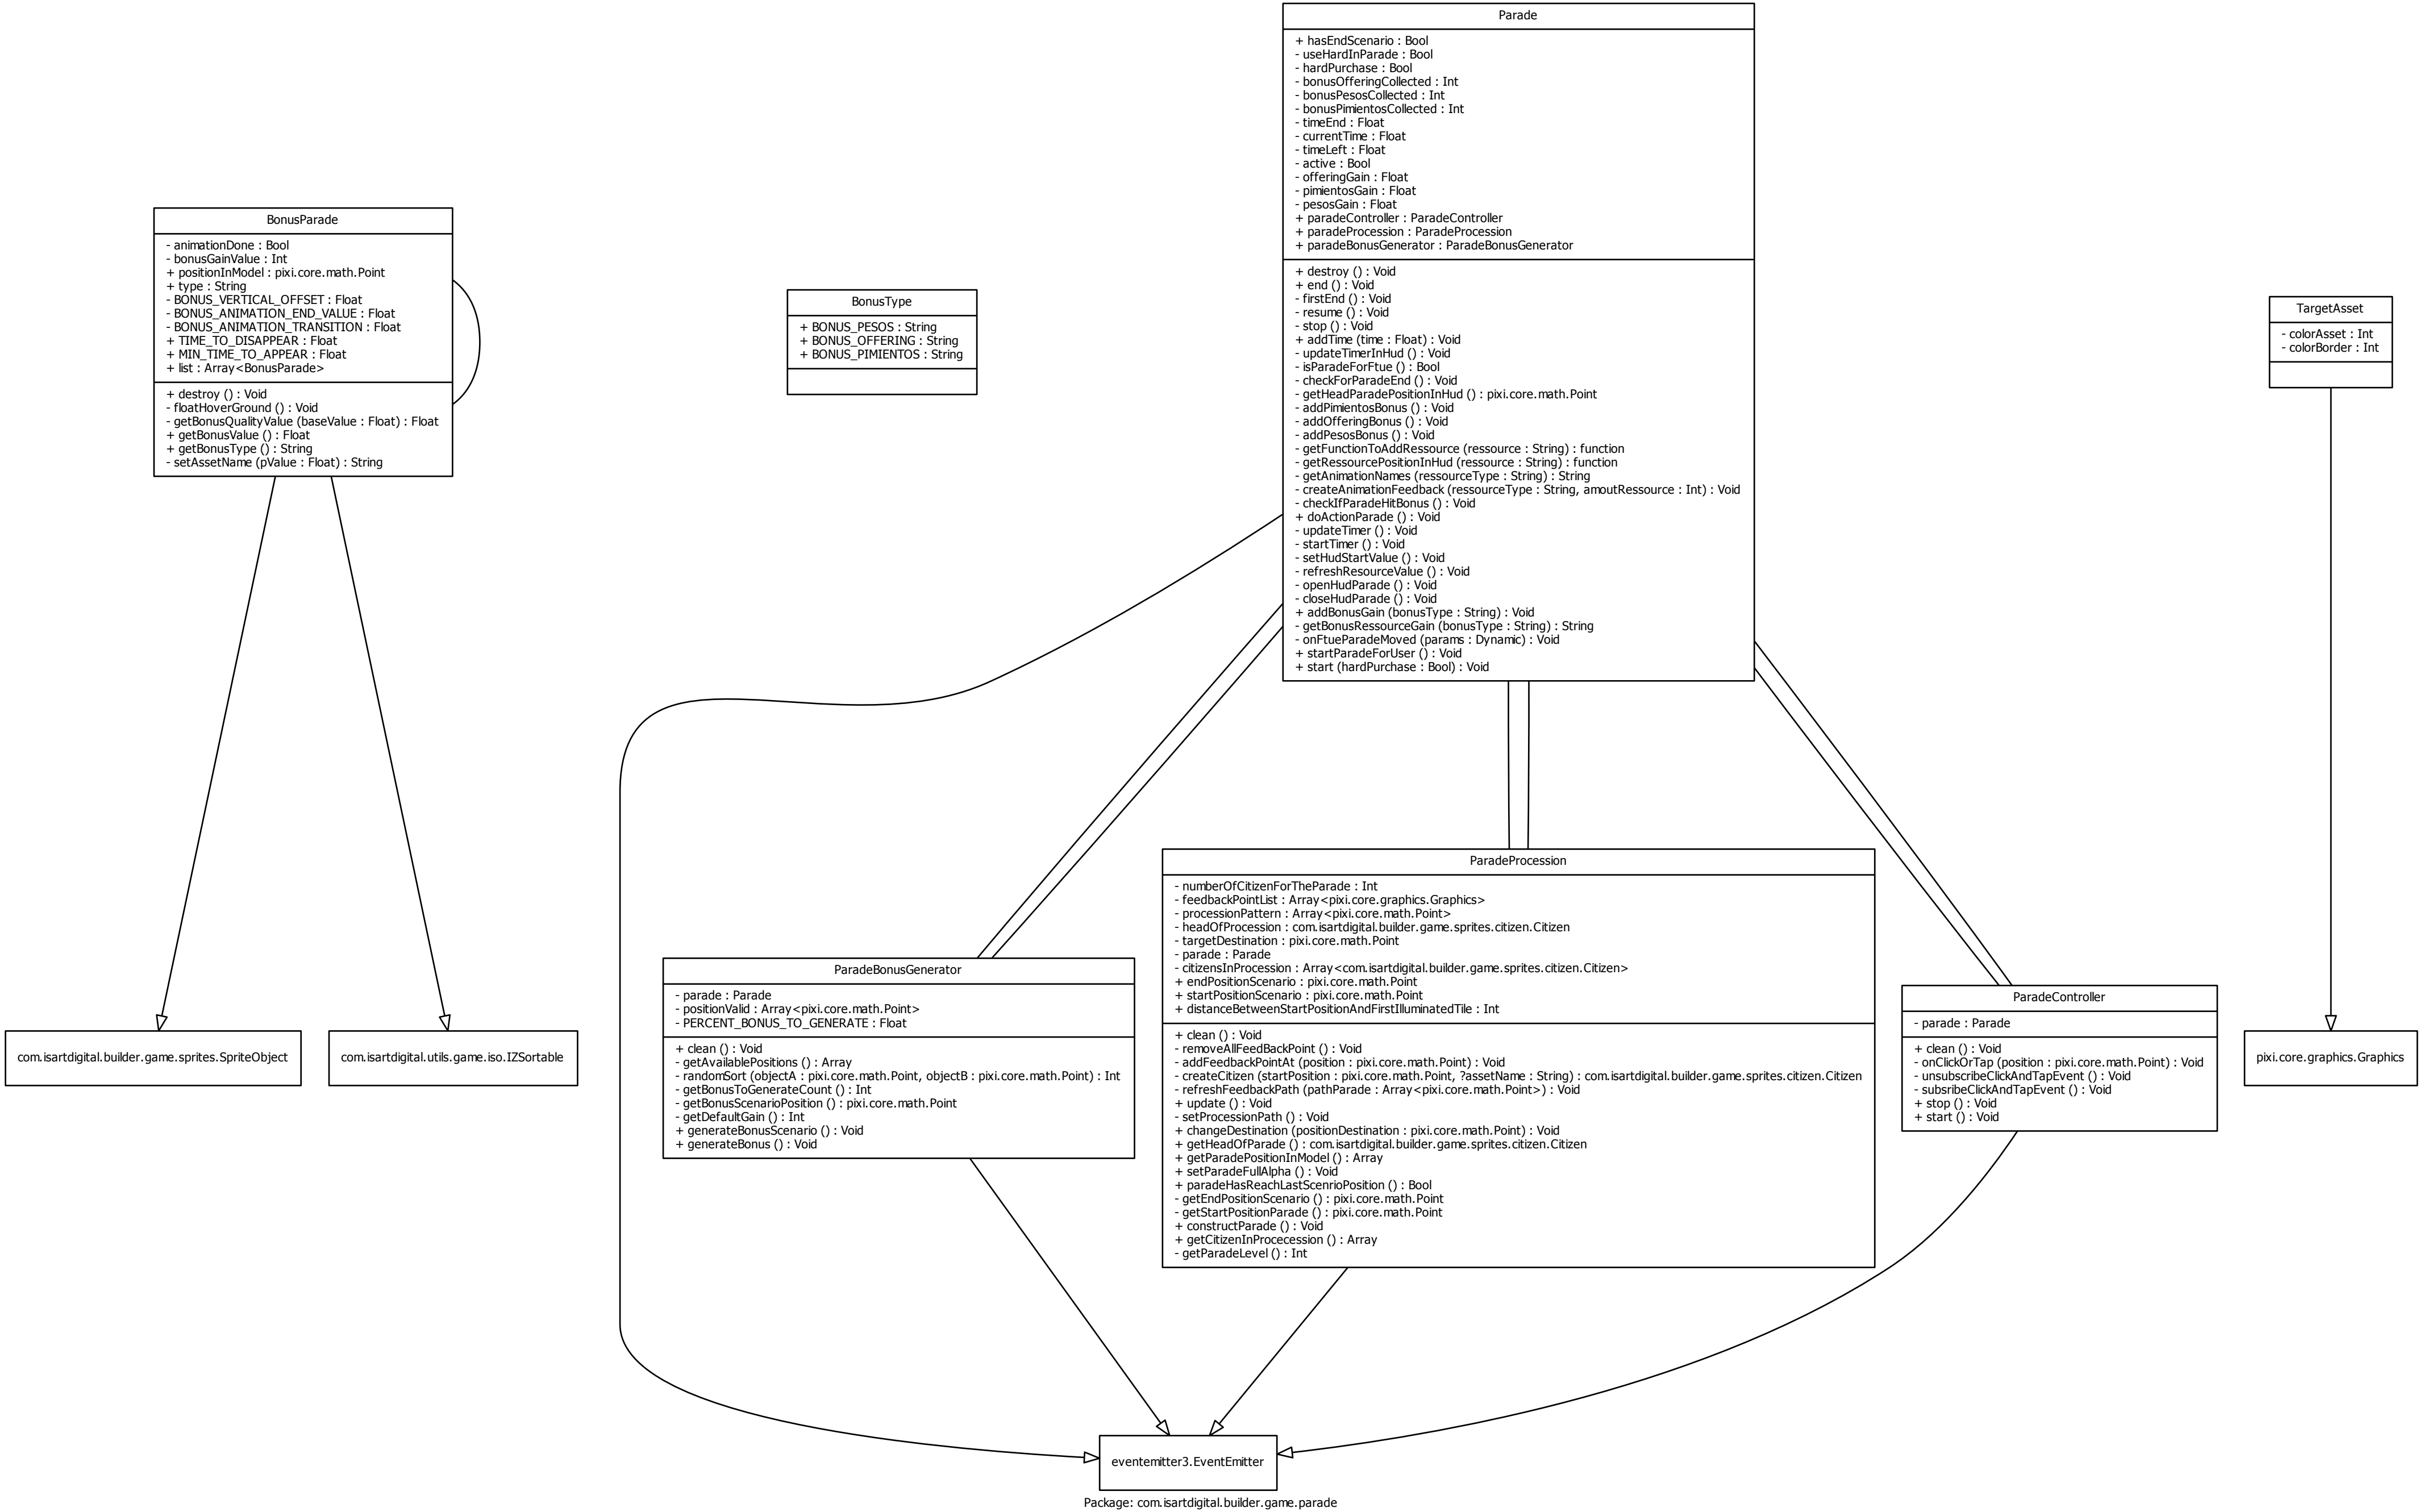 Parade
+ hasEndScenario : Bool
- useHardInParade : Bool
- hardPurchase : Bool
- bonusOfferingCollected : Int
- bonusPesosCollected : Int
- bonusPimientosCollected : Int
- timeEnd : Float
- currentTime : Float
- timeLeft : Float
- active : Bool
- offeringGain : Float
- pimientosGain : Float
- pesosGain : Float
+ paradeController : ParadeController
+ paradeProcession : ParadeProcession
+ paradeBonusGenerator : ParadeBonusGenerator
+ destroy () : Void
+ end () : Void
- firstEnd () : Void
- resume () : Void
- stop () : Void
+ addTime (time : Float) : Void
- updateTimerInHud () : Void
- isParadeForFtue () : Bool
- checkForParadeEnd () : Void
- getHeadParadePositionInHud () : pixi.core.math.Point
- addPimientosBonus () : Void
- addOfferingBonus () : Void
- addPesosBonus () : Void
- getFunctionToAddRessource (ressource : String) : function
- getRessourcePositionInHud (ressource : String) : function
- getAnimationNames (ressourceType : String) : String
- createAnimationFeedback (ressourceType : String, amoutRessource : Int) : Void
- checkIfParadeHitBonus () : Void
+ doActionParade () : Void
- updateTimer () : Void
- startTimer () : Void
- setHudStartValue () : Void
- refreshResourceValue () : Void
- openHudParade () : Void
- closeHudParade () : Void
+ addBonusGain (bonusType : String) : Void
- getBonusRessourceGain (bonusType : String) : String
- onFtueParadeMoved (params : Dynamic) : Void
+ startParadeForUser () : Void
+ start (hardPurchase : Bool) : Void
BonusParade
- animationDone : Bool
- bonusGainValue : Int
+ positionInModel : pixi.core.math.Point
+ type : String
- BONUS_VERTICAL_OFFSET : Float
- BONUS_ANIMATION_END_VALUE : Float
- BONUS_ANIMATION_TRANSITION : Float
+ TIME_TO_DISAPPEAR : Float
+ MIN_TIME_TO_APPEAR : Float
+ list : Array<BonusParade>
+ destroy () : Void
- floatHoverGround () : Void
- getBonusQualityValue (baseValue : Float) : Float
+ getBonusValue () : Float
+ getBonusType () : String
- setAssetName (pValue : Float) : String
BonusType
+ BONUS_PESOS : String
+ BONUS_OFFERING : String
+ BONUS_PIMIENTOS : String
TargetAsset
- colorAsset : Int
- colorBorder : Int
com.isartdigital.builder.game.sprites.SpriteObject
com.isartdigital.utils.game.iso.IZSortable
ParadeBonusGenerator
- parade : Parade
- positionValid : Array<pixi.core.math.Point>
- PERCENT_BONUS_TO_GENERATE : Float
+ clean () : Void
- getAvailablePositions () : Array
- randomSort (objectA : pixi.core.math.Point, objectB : pixi.core.math.Point) : Int
- getBonusToGenerateCount () : Int
- getBonusScenarioPosition () : pixi.core.math.Point
- getDefaultGain () : Int
+ generateBonusScenario () : Void
+ generateBonus () : Void
ParadeProcession
- numberOfCitizenForTheParade : Int
- feedbackPointList : Array<pixi.core.graphics.Graphics>
- processionPattern : Array<pixi.core.math.Point>
- headOfProcession : com.isartdigital.builder.game.sprites.citizen.Citizen
- targetDestination : pixi.core.math.Point
- parade : Parade
- citizensInProcession : Array<com.isartdigital.builder.game.sprites.citizen.Citizen>
+ endPositionScenario : pixi.core.math.Point
+ startPositionScenario : pixi.core.math.Point
+ distanceBetweenStartPositionAndFirstIlluminatedTile : Int
+ clean () : Void
- removeAllFeedBackPoint () : Void
- addFeedbackPointAt (position : pixi.core.math.Point) : Void
- createCitizen (startPosition : pixi.core.math.Point, ?assetName : String) : com.isartdigital.builder.game.sprites.citizen.Citizen
- refreshFeedbackPath (pathParade : Array<pixi.core.math.Point>) : Void
+ update () : Void
- setProcessionPath () : Void
+ changeDestination (positionDestination : pixi.core.math.Point) : Void
+ getHeadOfParade () : com.isartdigital.builder.game.sprites.citizen.Citizen
+ getParadePositionInModel () : Array
+ setParadeFullAlpha () : Void
+ paradeHasReachLastScenrioPosition () : Bool
- getEndPositionScenario () : pixi.core.math.Point
- getStartPositionParade () : pixi.core.math.Point
+ constructParade () : Void
+ getCitizenInProcecession () : Array
- getParadeLevel () : Int
ParadeController
- parade : Parade
+ clean () : Void
- onClickOrTap (position : pixi.core.math.Point) : Void
- unsubscribeClickAndTapEvent () : Void
- subsribeClickAndTapEvent () : Void
+ stop () : Void
+ start () : Void
pixi.core.graphics.Graphics
eventemitter3.EventEmitter
Package: com.isartdigital.builder.game.parade